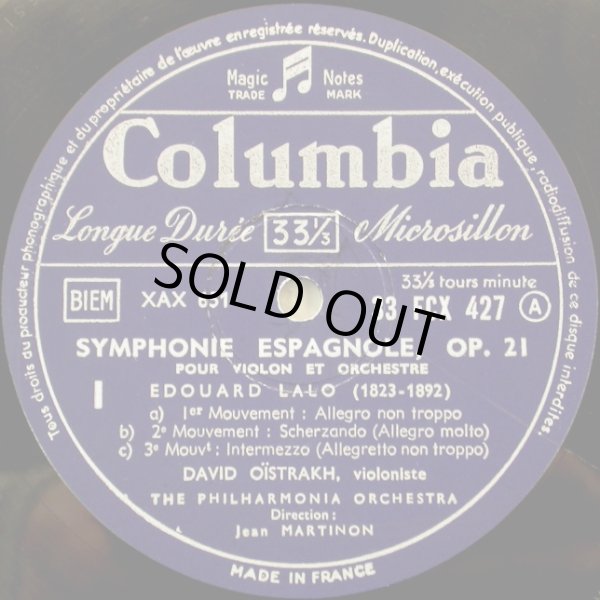 Tous droits du producteur phonographique et du propriétaire de l'œuvre enregistrée réservés. Duplication, exécution publique, radiodiffusion de ce disque interdites.
Magic Notes
TRADE MARK
Columbia
Longue Durée 33⅓ Microsillon
33⅓ tours minute
BIEM XAX 33 FCX 427 A
SOLD OUT
SYMPHONIE ESPAGNOLE, OP. 21
POUR VIOLON ET ORCHESTRE
I EDOUARD LALO (1823-1892)
a) 1er Mouvement : Allegro non troppo
b) 2e Mouvement : Scherzando (Allegro molto)
c) 3e Mouvt : Intermezzo (Allegretto non troppo)
DAVID OÏSTRAKH, violoniste
THE PHILHARMONIA ORCHESTRA
Direction :
Jean MARTINON
MADE IN FRANCE